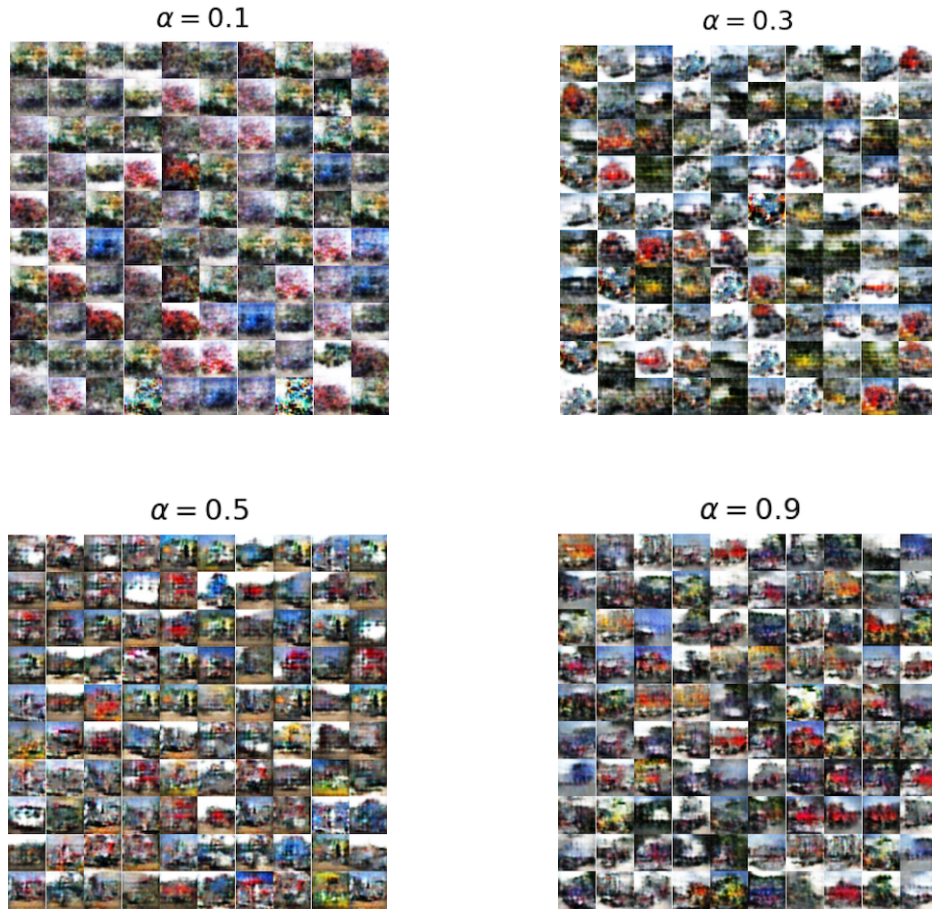 α = 0.1
α = 0.3
α = 0.5
α = 0.9